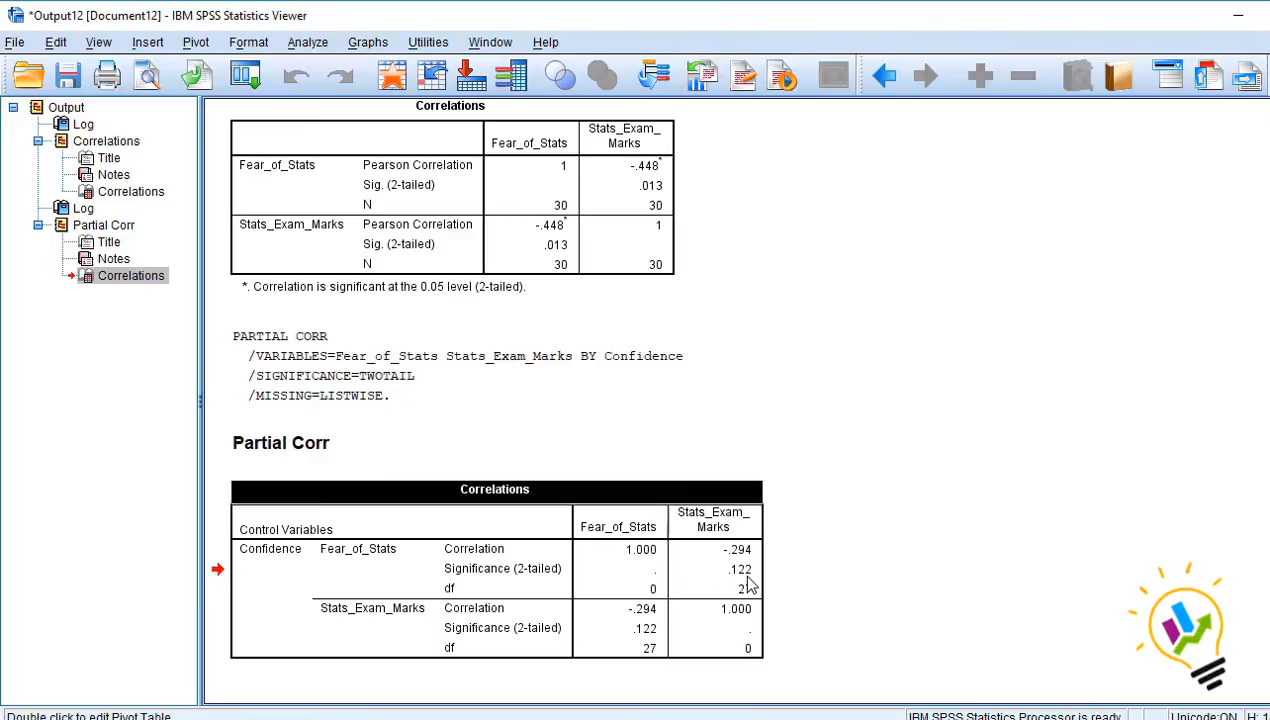 *Output12 [Document12] - IBM SPSS Statistics Viewer
File Edit View Insert Pivot Format Analyze Graphs Utilities Window Help
Output
Log
Correlations
Title
Notes
Correlations
Log
Partial Corr
Title
Notes
Correlations
Correlations
Fear_of_Stats Stats_Exam_
Marks
Fear_of_Stats Pearson Correlation 1 -.448*
Sig. (2-tailed) .013
N 30 30
Stats_Exam_Marks Pearson Correlation -.448* 1
Sig. (2-tailed) .013
N 30 30
*. Correlation is significant at the 0.05 level (2-tailed).
PARTIAL CORR
/VARIABLES=Fear_of_Stats Stats_Exam_Marks BY Confidence
/SIGNIFICANCE=TWOTAIL
/MISSING=LISTWISE.
Partial Corr
Correlations
Control Variables Fear_of_Stats Stats_Exam_
Marks
Confidence Fear_of_Stats Correlation 1.000 -.294
Significance (2-tailed) . .122
df 0
Stats_Exam_Marks Correlation -.294 1.000
Significance (2-tailed) .122 .
df 27 0
Double click to edit Pivot Table
IBM SPSS Statistics Processor is ready
Unicode:ON